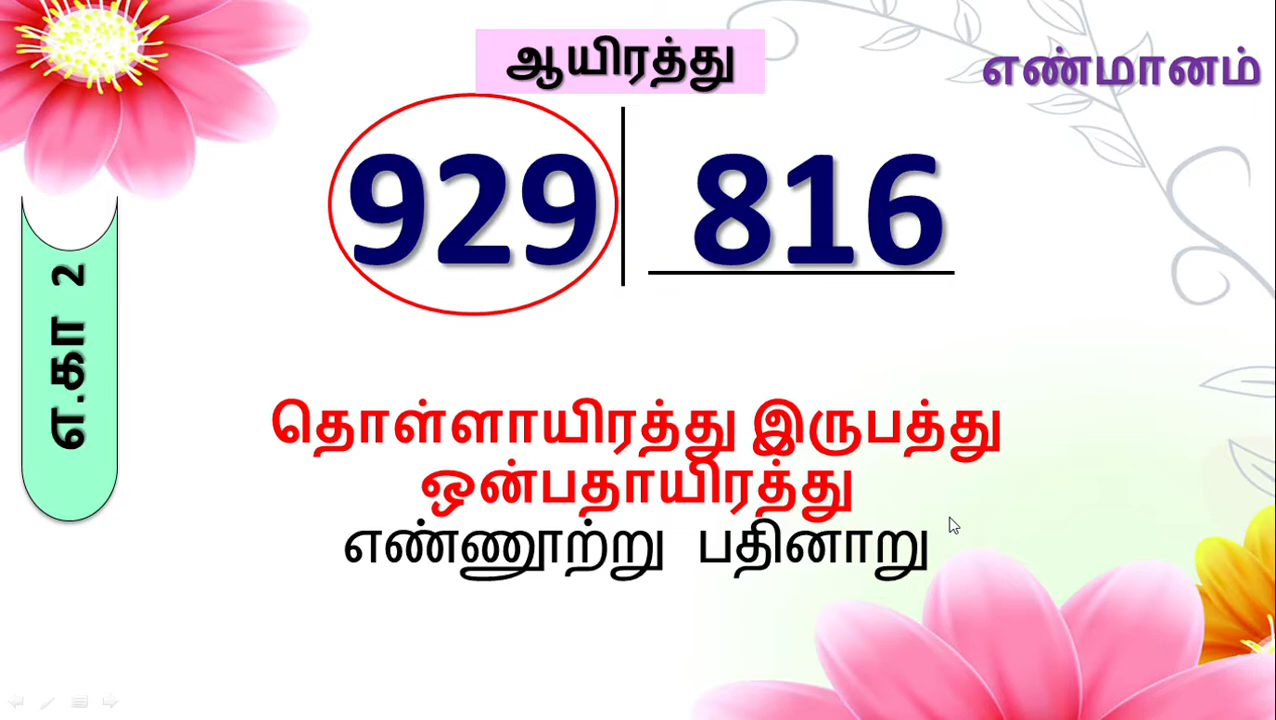 ஆயிரத்து
எண்மானம்
929 816
எ.கா 2
தொள்ளாயிரத்து இருபத்து
ஒன்பதாயிரத்து
எண்ணூற்று பதினாறு